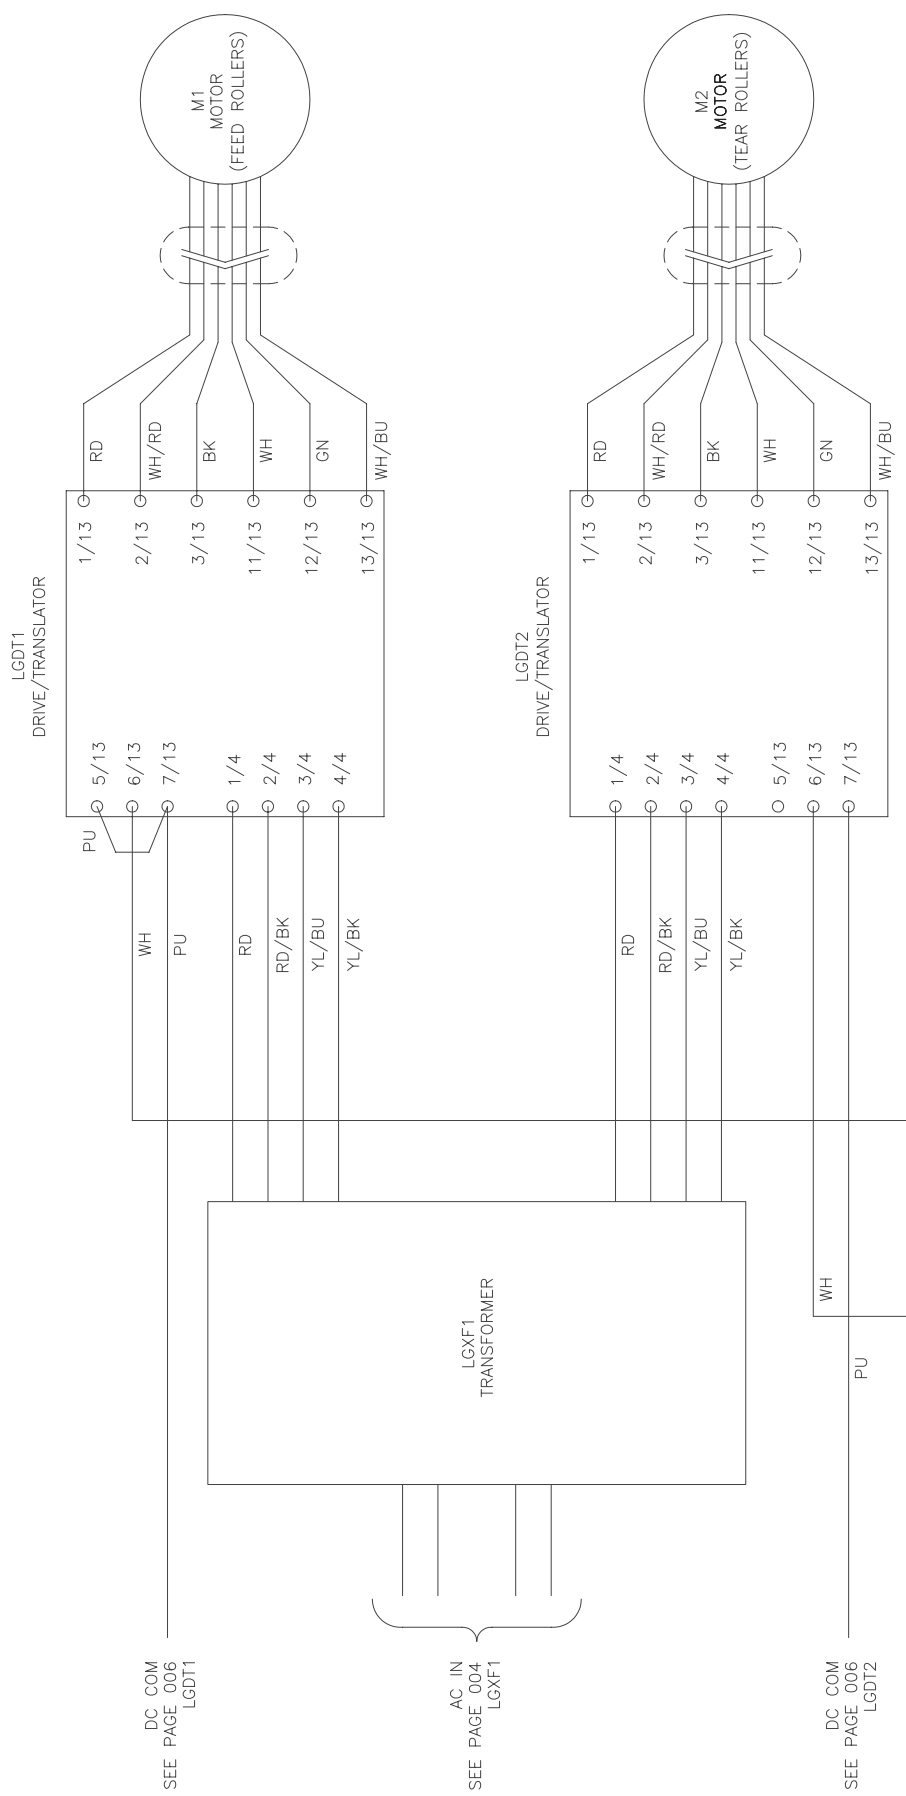 M1
MOTOR
(FEED ROLLERS)
RD
WH/RD
BK
WH
GN
WH/BU
LGDT1
DRIVE/TRANSLATOR
1/13
2/13
3/13
11/13
12/13
13/13
5/13
6/13
7/13
1/4
2/4
3/4
4/4
PU
WH
PU
RD
RD/BK
YL/BU
YL/BK
M2
MOTOR
(TEAR ROLLERS)
RD
WH/RD
BK
WH
GN
WH/BU
LGDT2
DRIVE/TRANSLATOR
1/13
2/13
3/13
11/13
12/13
13/13
1/4
2/4
3/4
4/4
5/13
6/13
7/13
RD
RD/BK
YL/BU
YL/BK
WH
PU
LGXF1
TRANSFORMER
DC COM
SEE PAGE 006
LGDT1
AC IN
SEE PAGE 004
LGXF1
DC COM
SEE PAGE 006
LGDT2